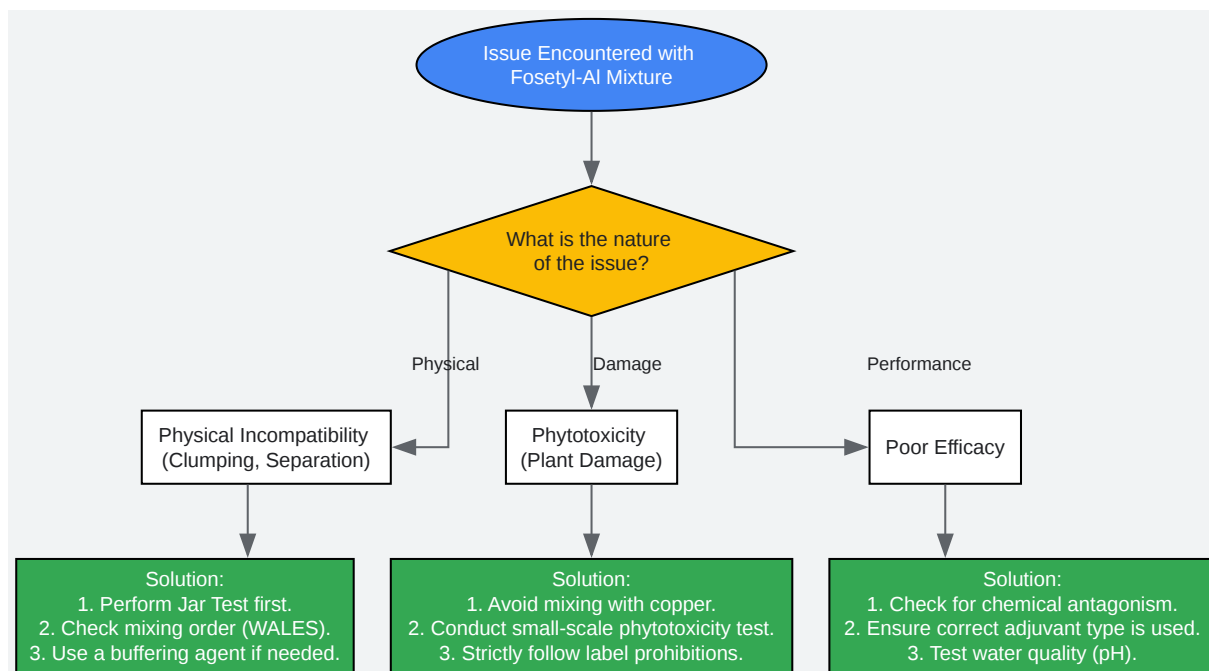 Issue Encountered with
Fosetyl-Al Mixture
What is the nature
of the issue?
Physical
Damage
Performance
Physical Incompatibility
(Clumping, Separation)
Phytotoxicity
(Plant Damage)
Poor Efficacy
Solution:
1. Perform Jar Test first.
2. Check mixing order (WALES).
3. Use a buffering agent if needed.
Solution:
1. Avoid mixing with copper.
2. Conduct small-scale phytotoxicity test.
3. Strictly follow label prohibitions.
Solution:
1. Check for chemical antagonism.
2. Ensure correct adjuvant type is used.
3. Test water quality (pH).